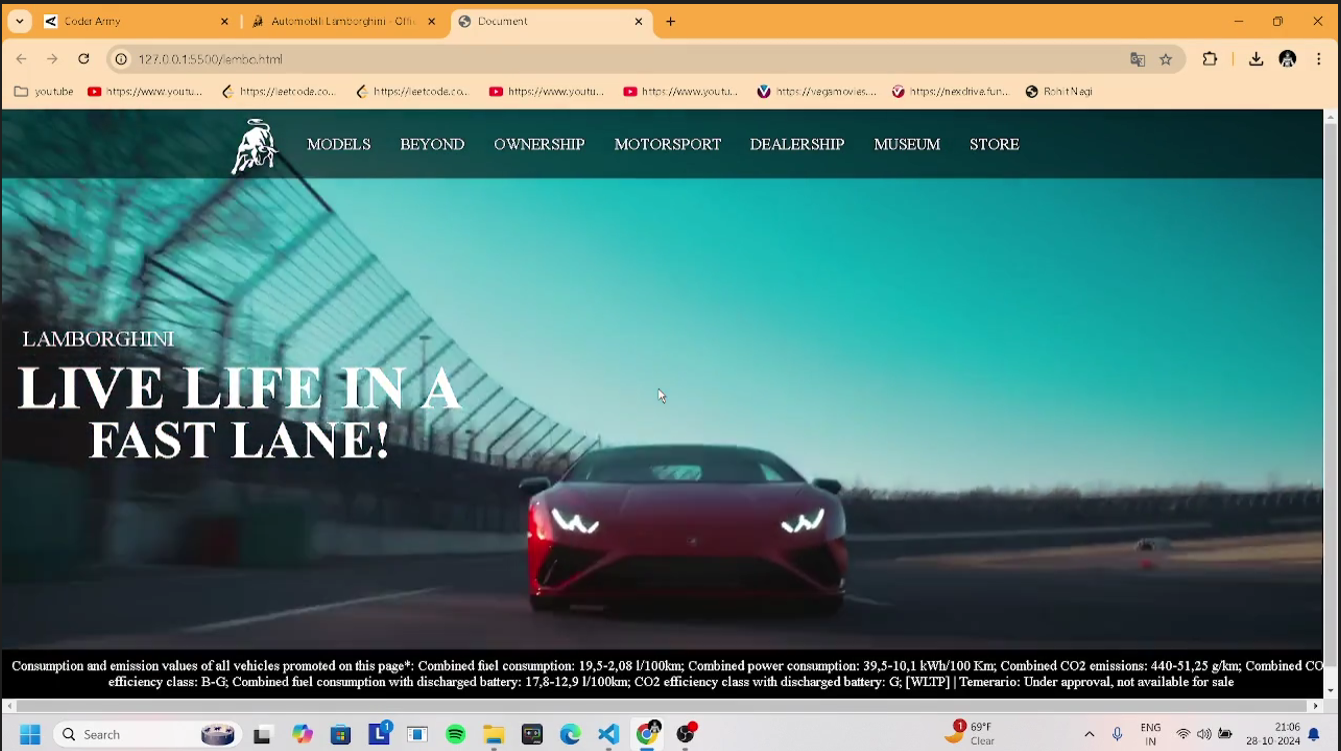 Coder Army
Automobili Lamborghini - Offi
Document
127.0.0.1:5500/lembo.html
youtube
https://www.youtu...
https://leetcode.co...
https://leetcode.co...
https://www.youtu...
https://www.youtu...
https://vegamovies....
https://nexdrive.fun...
Rohit Negi
MODELS
BEYOND
OWNERSHIP
MOTORSPORT
DEALERSHIP
MUSEUM
STORE
LAMBORGHINI
LIVE LIFE IN A
FAST LANE!
Consumption and emission values of all vehicles promoted on this page*: Combined fuel consumption: 19,5-2,08 l/100km; Combined power consumption: 39,5-10,1 kWh/100 Km; Combined CO2 emissions: 440-51,25 g/km; Combined CO
efficiency class: B-G; Combined fuel consumption with discharged battery: 17,8-12,9 l/100km; CO2 efficiency class with discharged battery: G; [WLTP] | Temerario: Under approval, not available for sale
Search
L
1
1
69°F
Clear
ENG
IN
21:06
28-10-2024